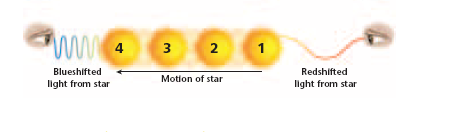 4 3 2 1
Blueshifted
light from star
Motion of star
Redshifted
light from star